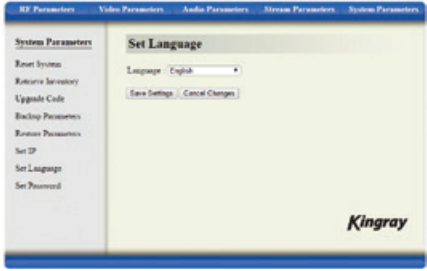 RF Parameters Video Parameters Audio Parameters Stream Parameters System Parameters
System Parameters
Reset System
Retrieve Inventory
Upgrade Code
Backup Parameters
Restore Parameters
Set IP
Set Language
Set Password
Set Language
Language : English
Save Settings Cancel Changes
Kingray